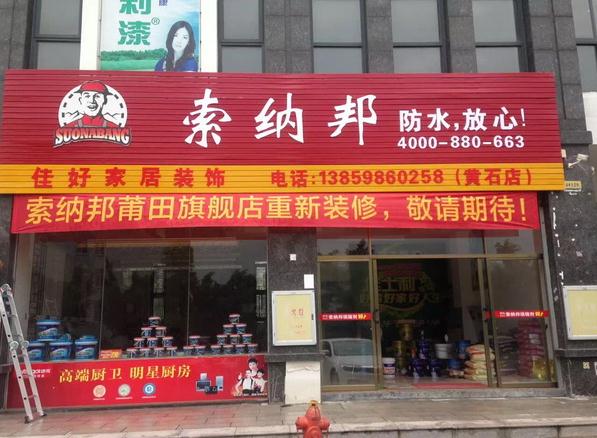 利漆®
康
SUONABANG
索纳邦
防水,放心!
4000-880-663
佳好家居装饰
电话:13859860258(黄石店)
索纳邦莆田旗舰店重新装修，敬请期待!
高端厨卫 明星厨房